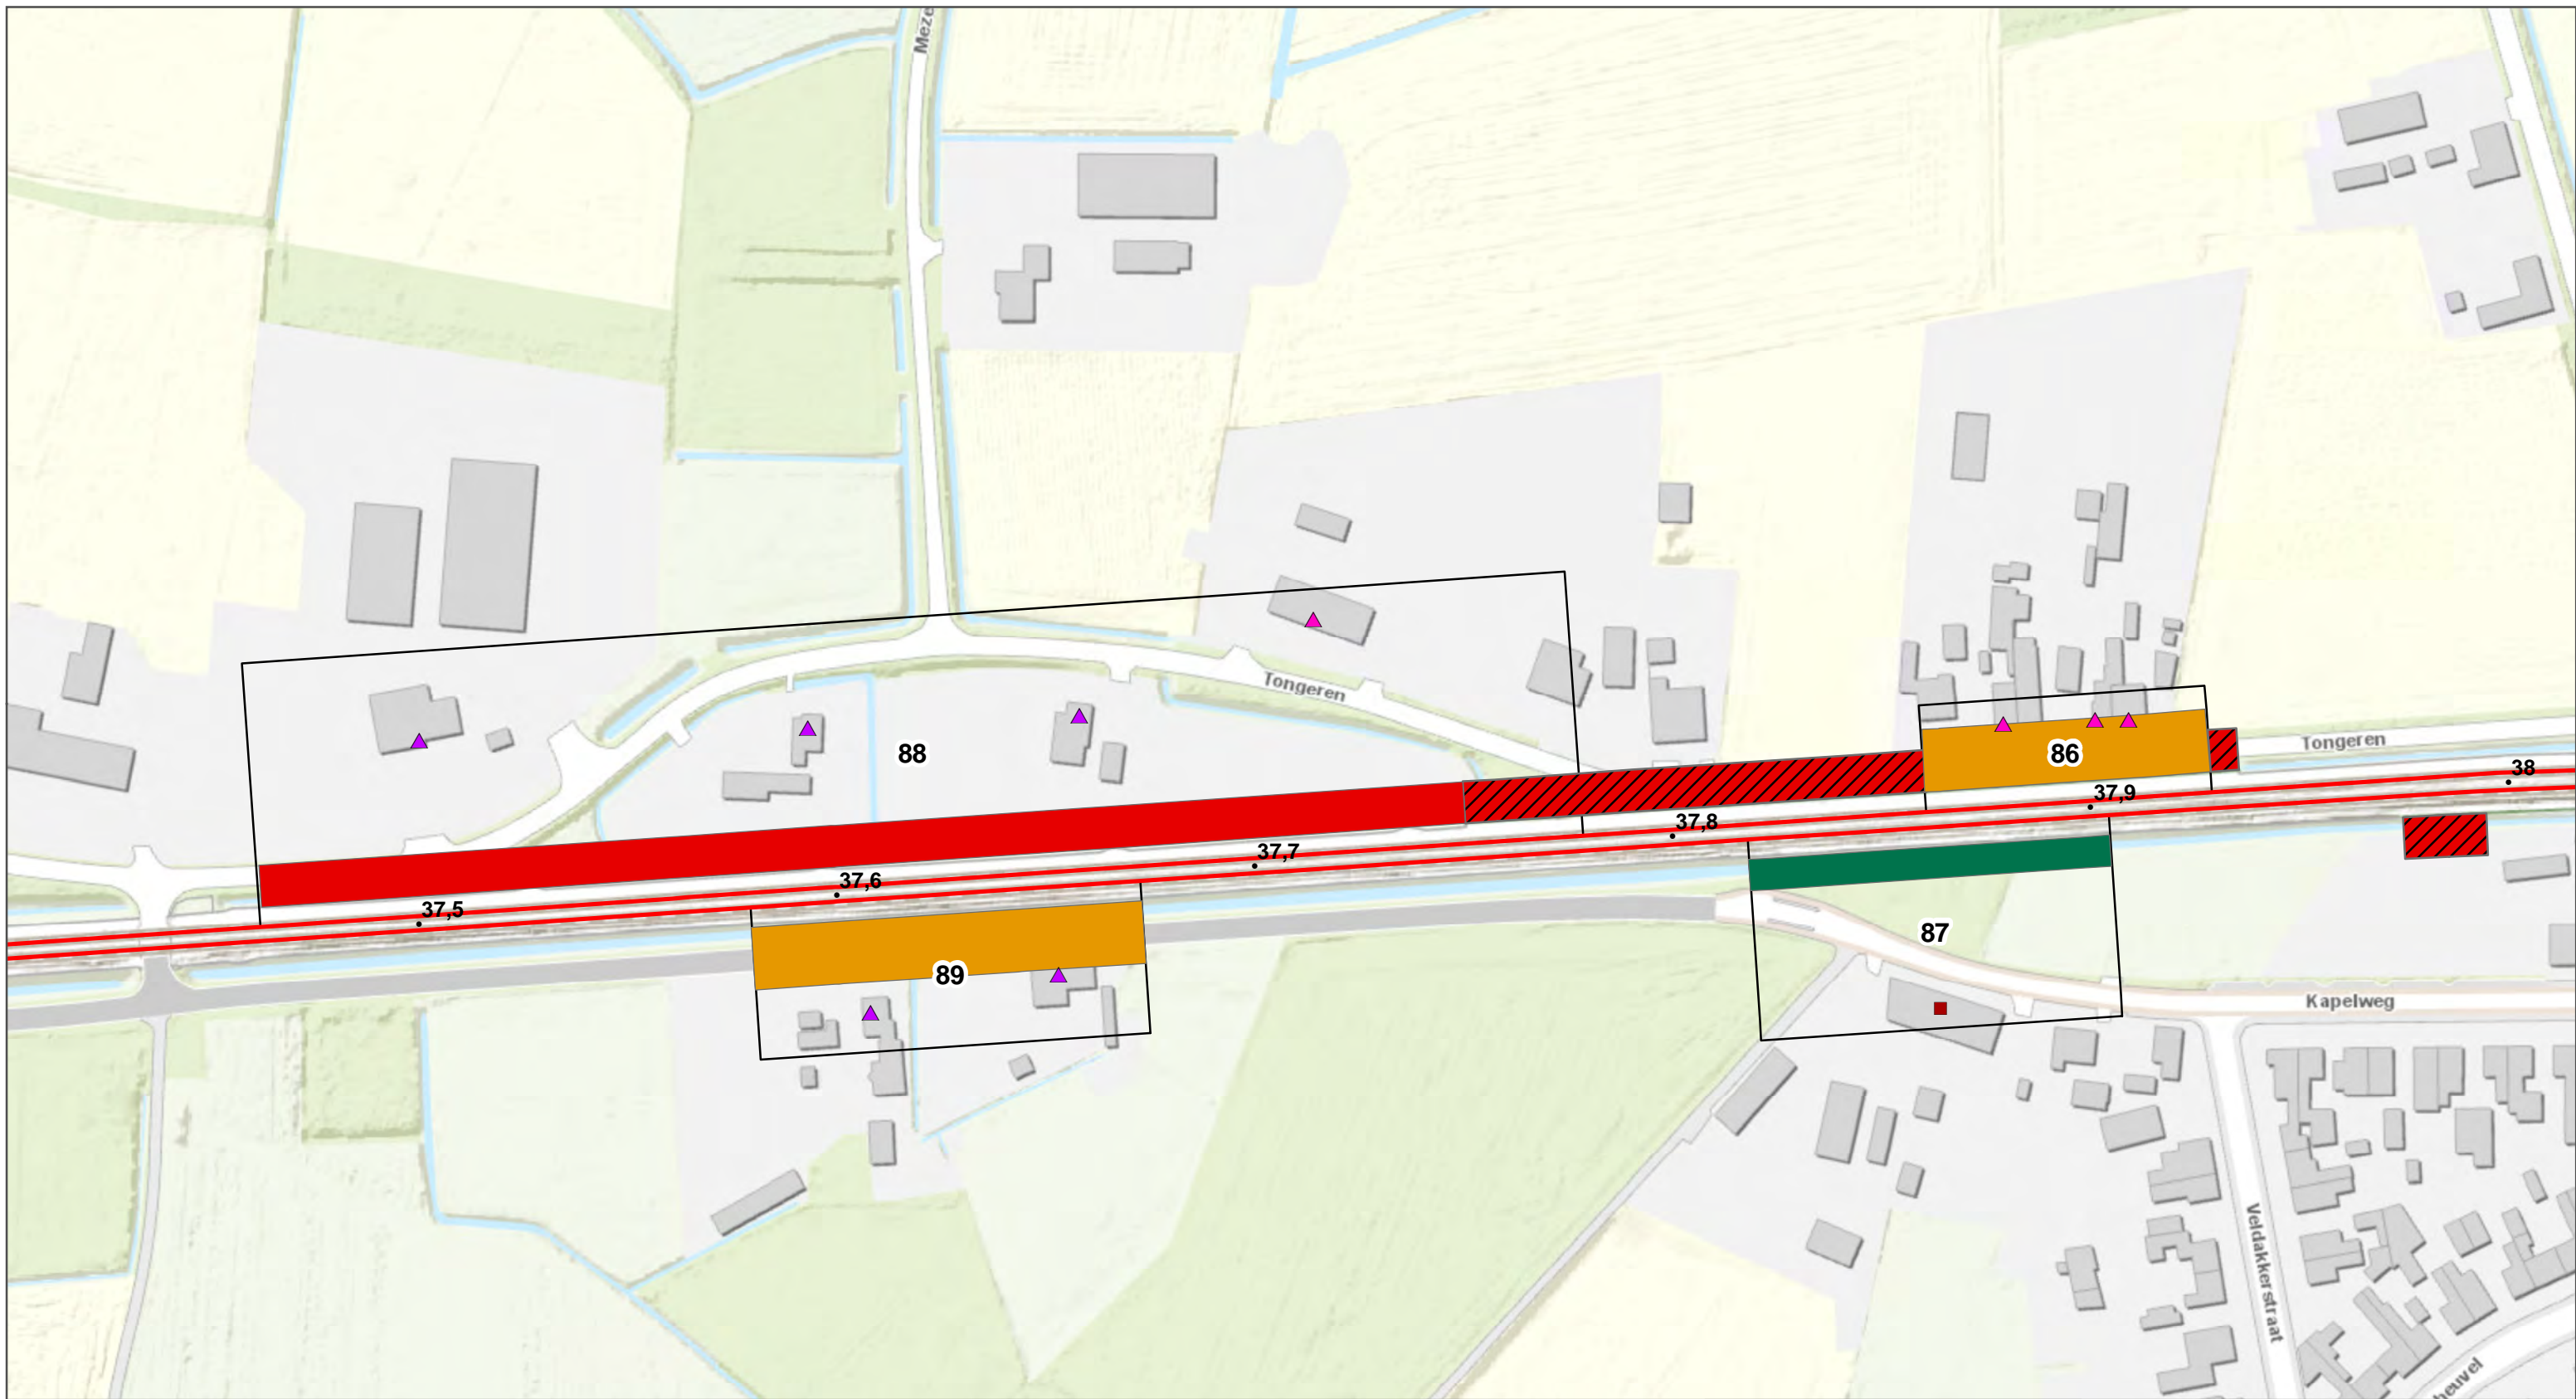 Meze
Tongeren
88
86
Tongeren
38
37,9
37,8
37,7
37,6
37,5
87
89
Kapelweg
Veldakkerstraat
heuvel